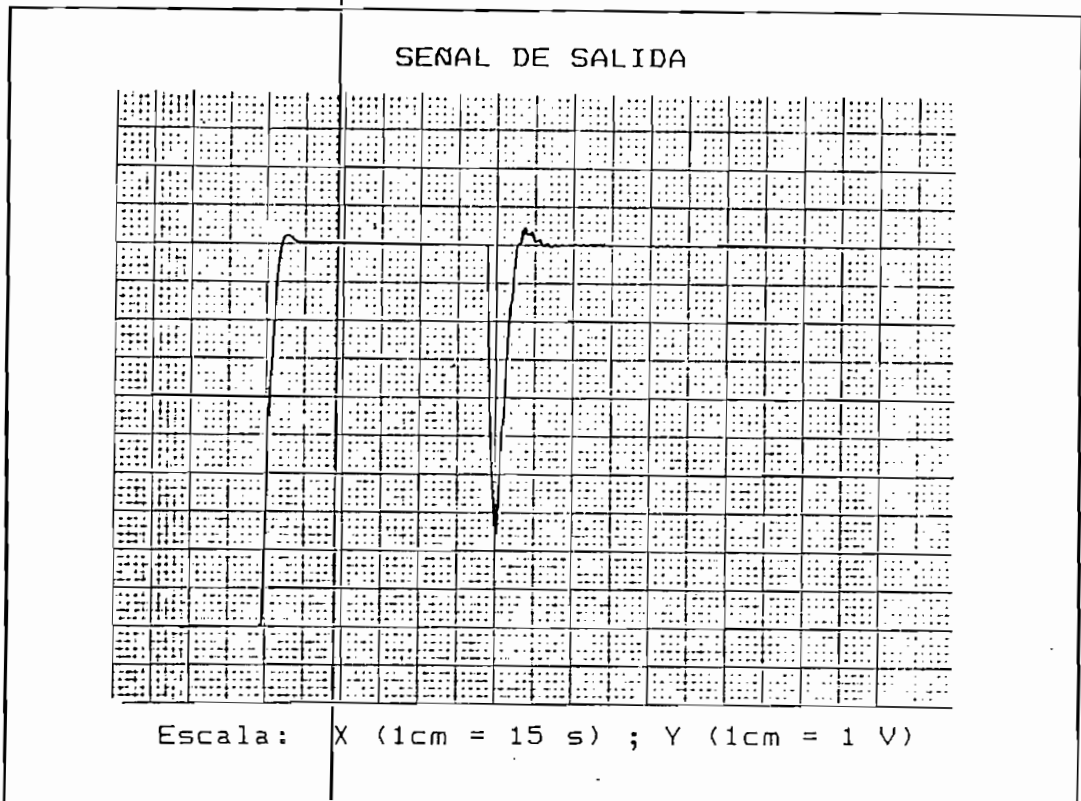 SEÑAL DE SALIDA
Escala: X (1cm = 15 s) ; Y (1cm = 1 V)